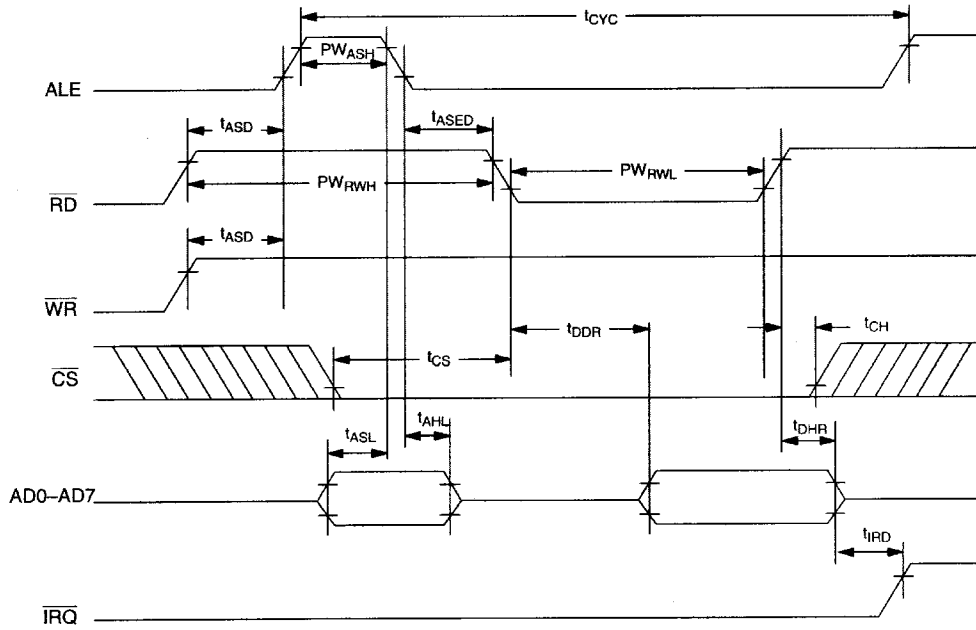 tCYC
PWASH
ALE
tASD
tASED
PWRWH
PWRWL
RD
tASD
WR
tDDR
tCH
tCS
CS
tASL
tAHL
tDHR
AD0–AD7
tIRD
IRQ